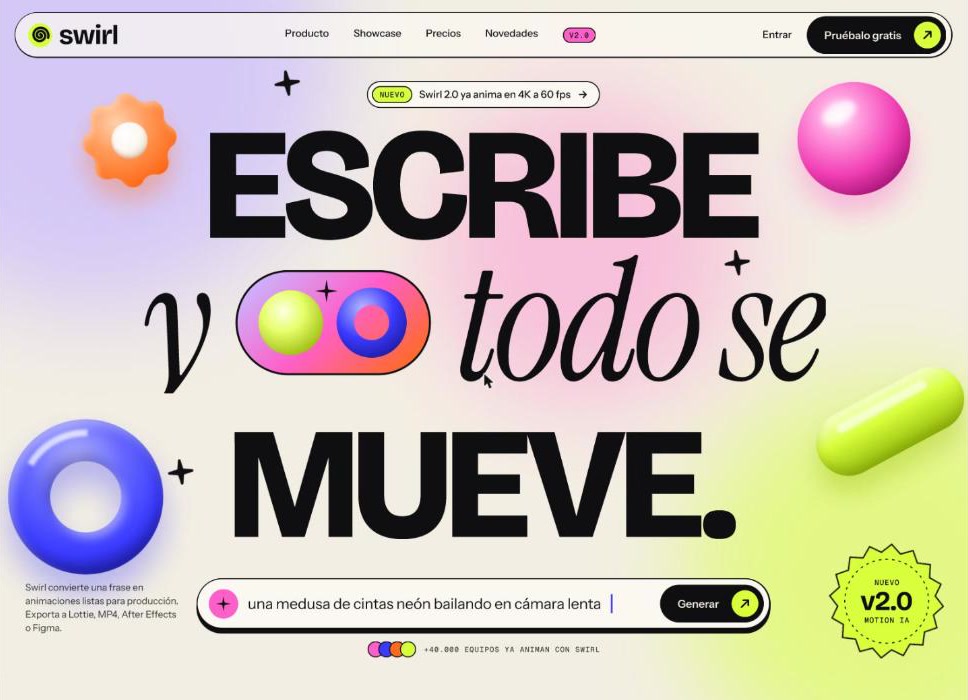 swirl
Producto Showcase Precios Novedades V2.0 Entrar Pruébalo gratis
NUEVO Swirl 2.0 ya anima en 4K a 60 fps →
ESCRIBE
y todo se
MUEVE.
Swirl convierte una frase en
animaciones listas para producción.
Exporta a Lottie, MP4, After Effects
o Figma.
una medusa de cintas neón bailando en cámara lenta
Generar
+40.000 EQUIPOS YA ANIMAN CON SWIRL
NUEVO
v2.0
MOTION IA